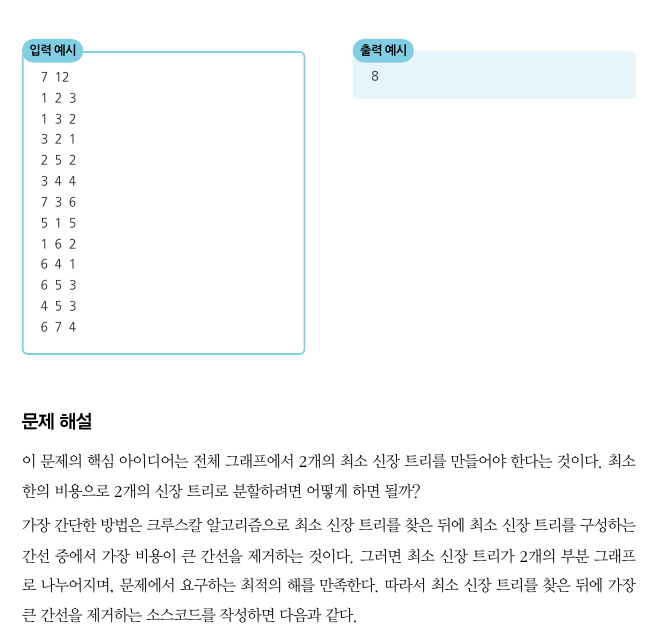 입력 예시
7 12
1 2 3
1 3 2
3 2 1
2 5 2
3 4 4
7 3 6
5 1 5
1 6 2
6 4 1
6 5 3
4 5 3
6 7 4
출력 예시
8
문제 해설
이 문제의 핵심 아이디어는 전체 그래프에서 2개의 최소 신장 트리를 만들어야 한다는 것이다. 최소
한의 비용으로 2개의 신장 트리로 분할하려면 어떻게 하면 될까?
가장 간단한 방법은 크루스칼 알고리즘으로 최소 신장 트리를 찾은 뒤에 최소 신장 트리를 구성하는
간선 중에서 가장 비용이 큰 간선을 제거하는 것이다. 그러면 최소 신장 트리가 2개의 부분 그래프
로 나누어지며, 문제에서 요구하는 최적의 해를 만족한다. 따라서 최소 신장 트리를 찾은 뒤에 가장
큰 간선을 제거하는 소스코드를 작성하면 다음과 같다.